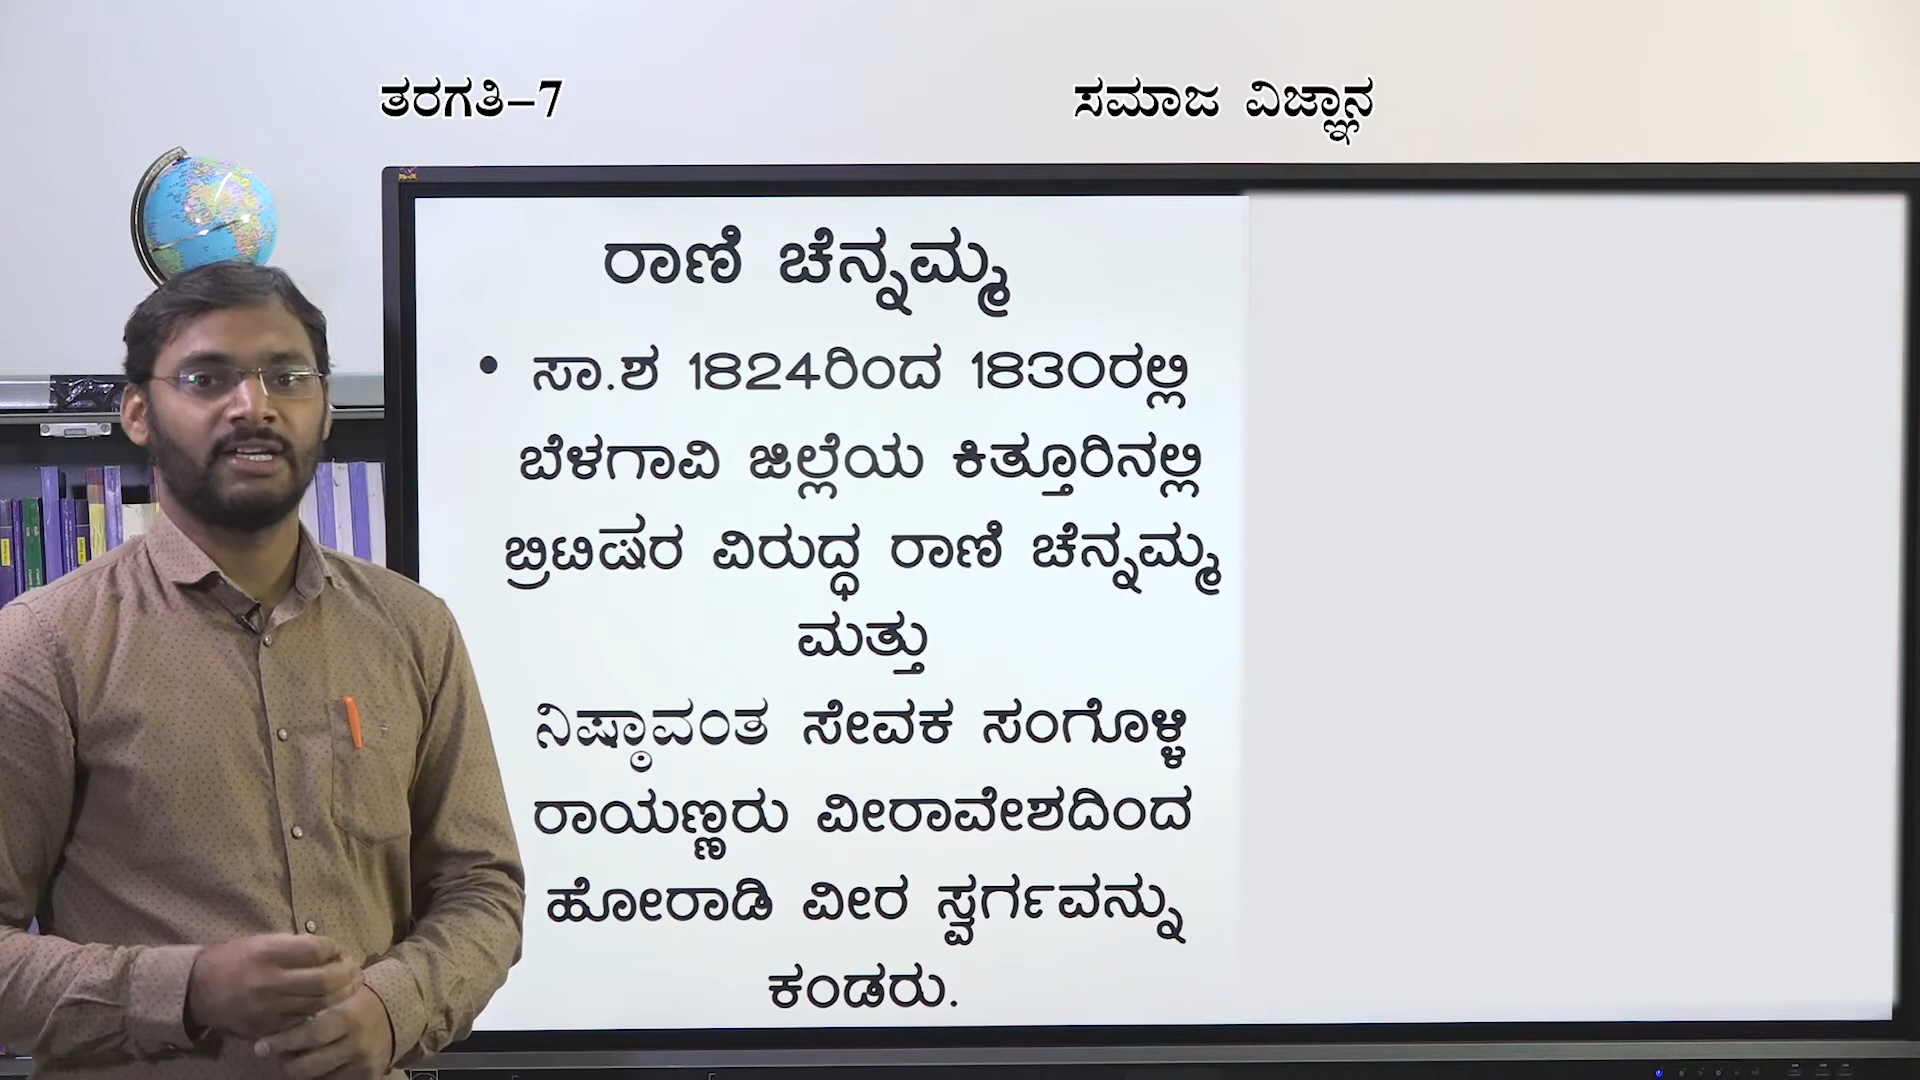 ತರಗತಿ-7
ಸಮಾಜ ವಿಜ್ಞಾನ
ರಾಣಿ ಚೆನ್ನಮ್ಮ
• ಸಾ.ಶ 1824ರಿಂದ 1830ರಲ್ಲಿ
ಬೆಳಗಾವಿ ಜಿಲ್ಲೆಯ ಕಿತ್ತೂರಿನಲ್ಲಿ
ಬ್ರಿಟಿಷರ ವಿರುದ್ಧ ರಾಣಿ ಚೆನ್ನಮ್ಮ
ಮತ್ತು
ನಿಷ್ಠಾವಂತ ಸೇವಕ ಸಂಗೊಳ್ಳಿ
ರಾಯಣ್ಣರು ವೀರಾವೇಶದಿಂದ
ಹೋರಾಡಿ ವೀರ ಸ್ವರ್ಗವನ್ನು
ಕಂಡರು.